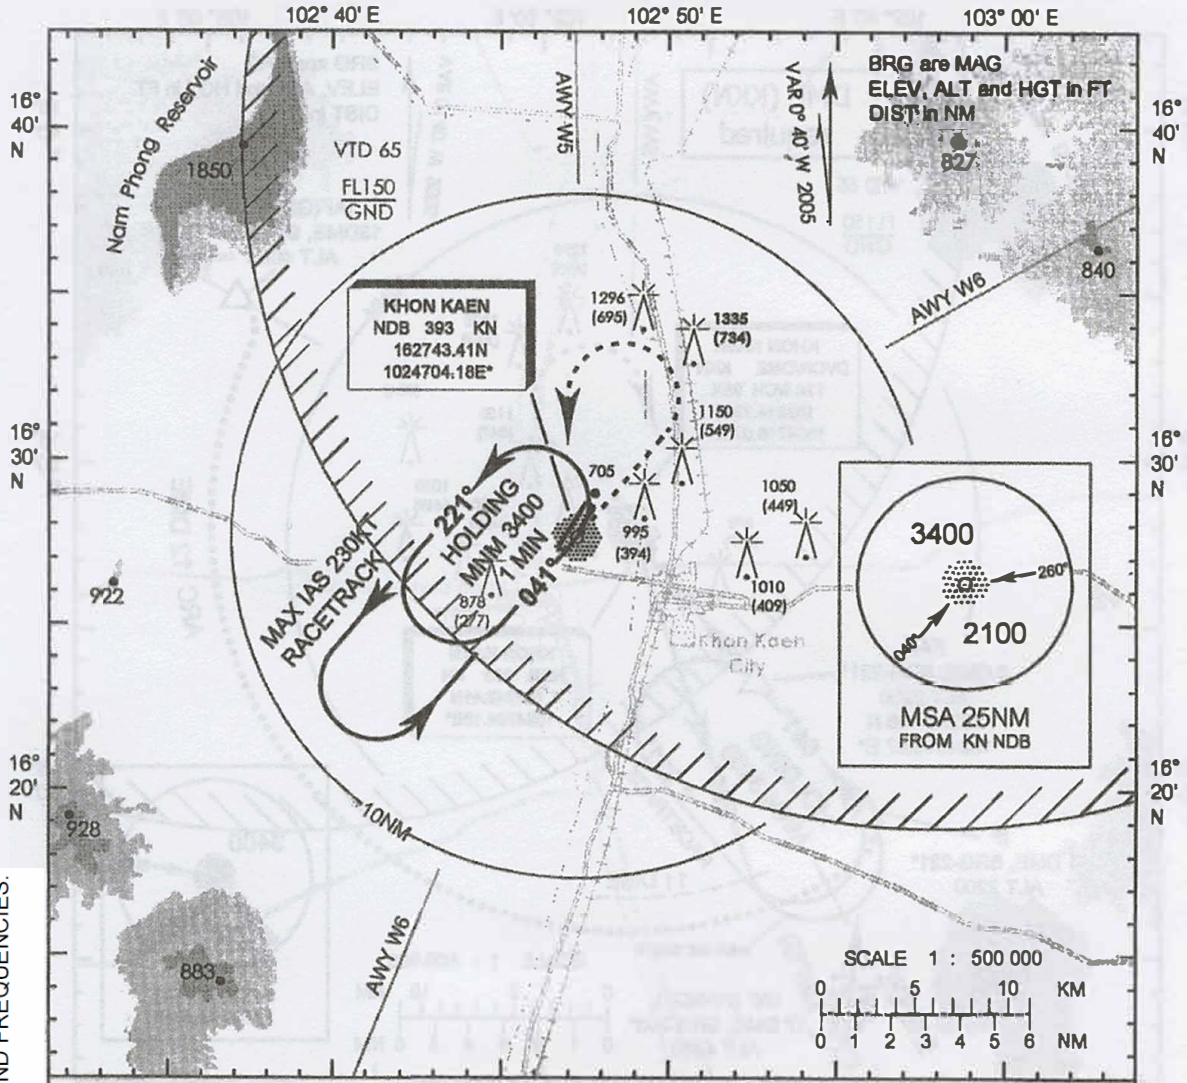 102° 40' E
102° 50' E
103° 00' E
16°
40'
N
Nam Phong Reservoir
1850
VTD 65
FL150
GND
AWY W5
VAR 0° 40' W 2005
BRG are MAG
ELEV, ALT and HGT in FT
DIST in NM
827
16°
40'
N
840
AWY W6
KHON KAEN
NDB 393 KN
162743.41N
1024704.18E*
1296
(695)
1335
(734)
1150
(549)
16°
30'
N
16°
30'
N
705
221°
HOLDING
MNM 3400
1 MIN
041°
995
(394)
1050
(449)
1010
(409)
MAX IAS 230KT
RACETRACK
878
(277)
922
Khon Kaen
City
3400
260°
2100
040°
MSA 25NM
FROM KN NDB
16°
20'
N
16°
20'
N
928
10NM
883
AWY W6
SCALE 1 : 500 000
0 5 10 KM
0 1 2 3 4 5 6 NM
ND FREQUENCIES.